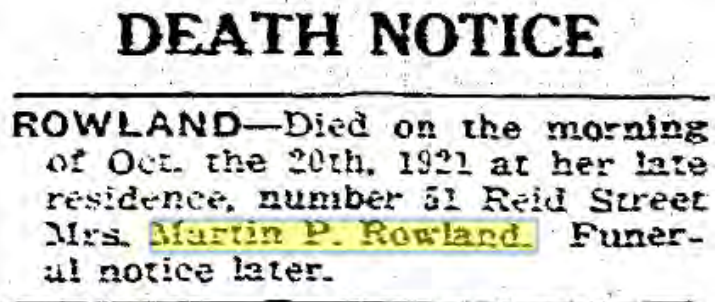 DEATH NOTICE
ROWLAND—Died on the morning
of Oct. the 20th, 1921 at her late
residence, number 51 Reid Street
Mrs. Martin P. Rowland. Funer-
al notice later.